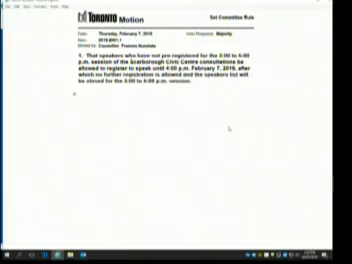 TORONTO Motion
Set Committee Rule
Date: Thursday, February 7, 2019
Vote Required: Majority
Moved by: Councillor Frances Nunziata
1. That speakers who have not pre-registered for the 3:00 to 5:00
p.m. session of the Scarborough Civic Centre consultations be
allowed to register to speak until 4:00 p.m. February 7, 2019, after
which no further registration is allowed and the speakers list will
be closed for the 3:00 to 5:00 p.m. session.